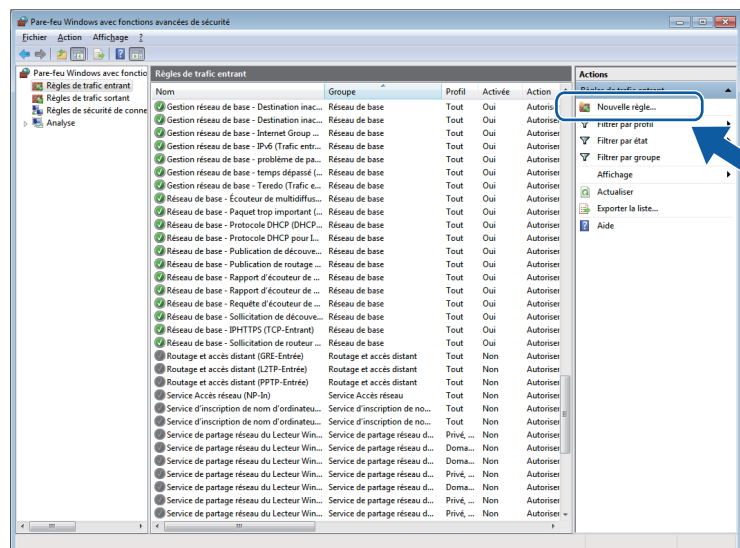 Pare-feu Windows avec fonctions avancées de sécurité
Fichier Action Affichage ?
Pare-feu Windows avec fonctio
Règles de trafic entrant
Règles de trafic sortant
Règles de sécurité de conne
Analyse
Règles de trafic entrant
Nom Groupe Profil Activée Action
Gestion réseau de base - Destination inac... Réseau de base Tout Oui Autoris
Gestion réseau de base - Destination inac... Réseau de base Tout Oui Autoriser
Gestion réseau de base - Internet Group ... Réseau de base Tout Oui Autoriser
Gestion réseau de base - IPv6 (Trafic entr... Réseau de base Tout Oui Autoriser
Gestion réseau de base - problème de pa... Réseau de base Tout Oui Autoriser
Gestion réseau de base - temps dépassé (... Réseau de base Tout Oui Autoriser
Gestion réseau de base - Teredo (Trafic e... Réseau de base Tout Oui Autoriser
Réseau de base - Écouteur de multidiffus... Réseau de base Tout Oui Autoriser
Réseau de base - Paquet trop important (... Réseau de base Tout Oui Autoriser
Réseau de base - Protocole DHCP (DHCP... Réseau de base Tout Oui Autoriser
Réseau de base - Protocole DHCP pour I... Réseau de base Tout Oui Autoriser
Réseau de base - Publication de découve... Réseau de base Tout Oui Autoriser
Réseau de base - Publication de routage ... Réseau de base Tout Oui Autoriser
Réseau de base - Rapport d'écouteur de ... Réseau de base Tout Oui Autoriser
Réseau de base - Rapport d'écouteur de ... Réseau de base Tout Oui Autoriser
Réseau de base - Requête d'écouteur de ... Réseau de base Tout Oui Autoriser
Réseau de base - Sollicitation de découve... Réseau de base Tout Oui Autoriser
Réseau de base - IPHTTPS (TCP-Entrant) Réseau de base Tout Oui Autoriser
Réseau de base - Sollicitation de routeur ... Réseau de base Tout Oui Autoriser
Routage et accès distant (GRE-Entrée) Routage et accès distant Tout Non Autoriser
Routage et accès distant (L2TP-Entrée) Routage et accès distant Tout Non Autoriser
Routage et accès distant (PPTP-Entrée) Routage et accès distant Tout Non Autoriser
Service Accès réseau (NP-In) Service Accès réseau Tout Non Autoriser
Service d'inscription de nom d'ordinateu... Service d'inscription de no... Tout Non Autoriser
Service d'inscription de nom d'ordinateu... Service d'inscription de no... Tout Non Autoriser
Service de partage réseau du Lecteur Win... Service de partage réseau d... Privé, ... Non Autoriser
Service de partage réseau du Lecteur Win... Service de partage réseau d... Doma... Non Autoriser
Service de partage réseau du Lecteur Win... Service de partage réseau d... Doma... Non Autoriser
Service de partage réseau du Lecteur Win... Service de partage réseau d... Privé, ... Non Autoriser
Service de partage réseau du Lecteur Win... Service de partage réseau d... Doma... Non Autoriser
Service de partage réseau du Lecteur Win... Service de partage réseau d... Privé, ... Non Autoriser
Service de partage réseau du Lecteur Win... Service de partage réseau d... Privé, ... Non Autoriser
Actions
Règles de trafic entrant
Nouvelle règle...
Filtrer par profil
Filtrer par état
Filtrer par groupe
Affichage
Actualiser
Exporter la liste...
Aide